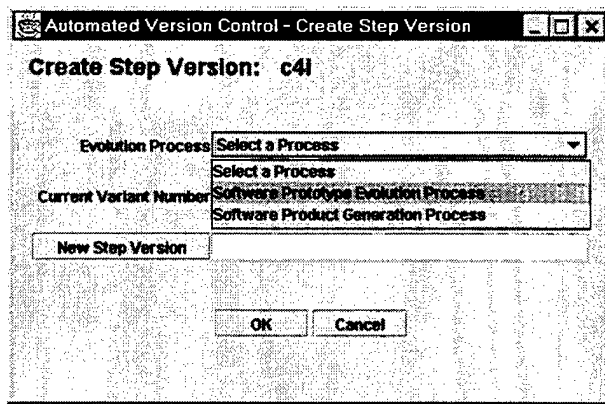 Automated Version Control - Create Step Version
Create Step Version: c4i
Evolution Process Select a Process
Select a Process
Current Variant Number Software Prototype Evolution Process
Software Product Generation Process
New Step Version
OK Cancel